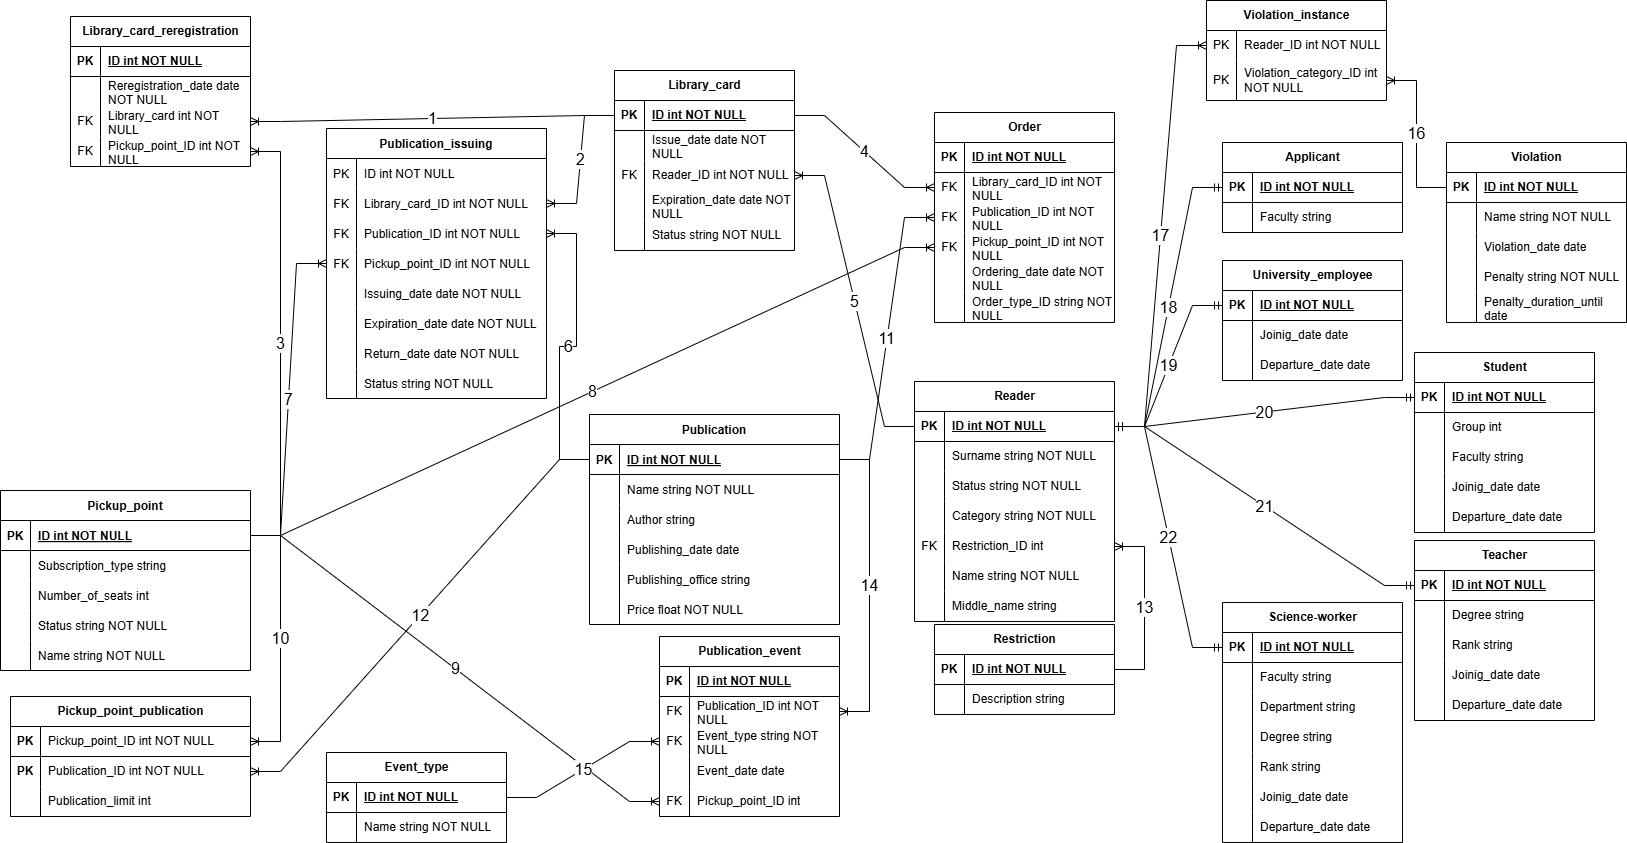 Library_card_reregistration
PK ID int NOT NULL
Reregistration_date date
NOT NULL
FK Library_card int NOT
NULL
FK Pickup_point_ID int NOT
NULL
Publication_issuing
PK ID int NOT NULL
FK Library_card_ID int NOT NULL
FK Publication_ID int NOT NULL
FK Pickup_point_ID int NOT NULL
Issuing_date date NOT NULL
Expiration_date date NOT NULL
Return_date date NOT NULL
Status string NOT NULL
Library_card
PK ID int NOT NULL
Issue_date date NOT
NULL
FK Reader_ID int NOT NULL
Expiration_date date NOT
NULL
Status string NOT NULL
Order
PK ID int NOT NULL
FK Library_card_ID int NOT
NULL
FK Publication_ID int NOT
NULL
FK Pickup_point_ID int NOT
NULL
Ordering_date date NOT
NULL
Order_type_ID string NOT
NULL
Violation_instance
PK Reader_ID int NOT NULL
PK Violation_category_ID int
NOT NULL
Applicant
PK ID int NOT NULL
Faculty string
Violation
PK ID int NOT NULL
Name string NOT NULL
Violation_date date
Penalty string NOT NULL
Penalty_duration_until
date
University_employee
PK ID int NOT NULL
Joinig_date date
Departure_date date
Student
PK ID int NOT NULL
Group int
Faculty string
Joinig_date date
Departure_date date
Reader
PK ID int NOT NULL
Surname string NOT NULL
Status string NOT NULL
Category string NOT NULL
FK Restriction_ID int
Name string NOT NULL
Middle_name string
Publication
PK ID int NOT NULL
Name string NOT NULL
Author string
Publishing_date date
Publishing_office string
Price float NOT NULL
Pickup_point
PK ID int NOT NULL
Subscription_type string
Number_of_seats int
Status string NOT NULL
Name string NOT NULL
Teacher
PK ID int NOT NULL
Degree string
Rank string
Joinig_date date
Departure_date date
Science-worker
PK ID int NOT NULL
Faculty string
Department string
Degree string
Rank string
Joinig_date date
Departure_date date
Restriction
PK ID int NOT NULL
Description string
Publication_event
PK ID int NOT NULL
FK Publication_ID int NOT
NULL
FK Event_type string NOT
NULL
Event_date date
FK Pickup_point_ID int
Pickup_point_publication
PK Pickup_point_ID int NOT NULL
PK Publication_ID int NOT NULL
Publication_limit int
Event_type
PK ID int NOT NULL
Name string NOT NULL
1
2
3
4
5
6
7
8
9
10
11
12
13
14
15
16
17
18
19
20
21
22